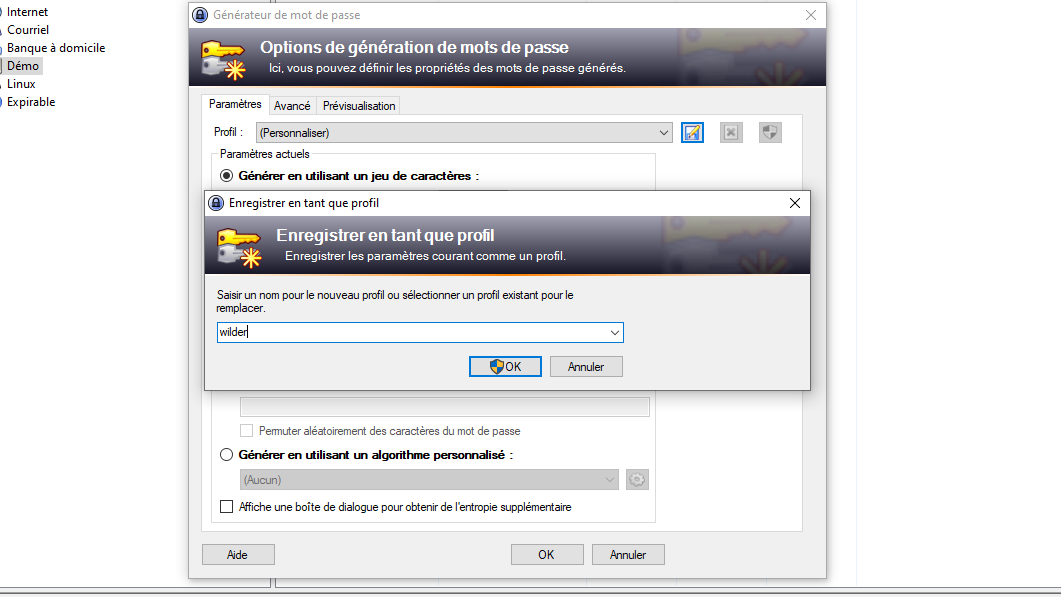 Internet
Courriel
Banque à domicile
Démo
Linux
Expirable
Générateur de mot de passe
Options de génération de mots de passe
Ici, vous pouvez définir les propriétés des mots de passe générés.
Paramètres Avancé Prévisualisation
Profil : (Personnaliser)
Paramètres actuels
Générer en utilisant un jeu de caractères :
Enregistrer en tant que profil
Enregistrer en tant que profil
Enregistrer les paramètres courant comme un profil.
Saisir un nom pour le nouveau profil ou sélectionner un profil existant pour le
remplacer.
wilder
OK Annuler
Permuter aléatoirement des caractères du mot de passe
Générer en utilisant un algorithme personnalisé :
(Aucun)
Affiche une boîte de dialogue pour obtenir de l'entropie supplémentaire
Aide OK Annuler